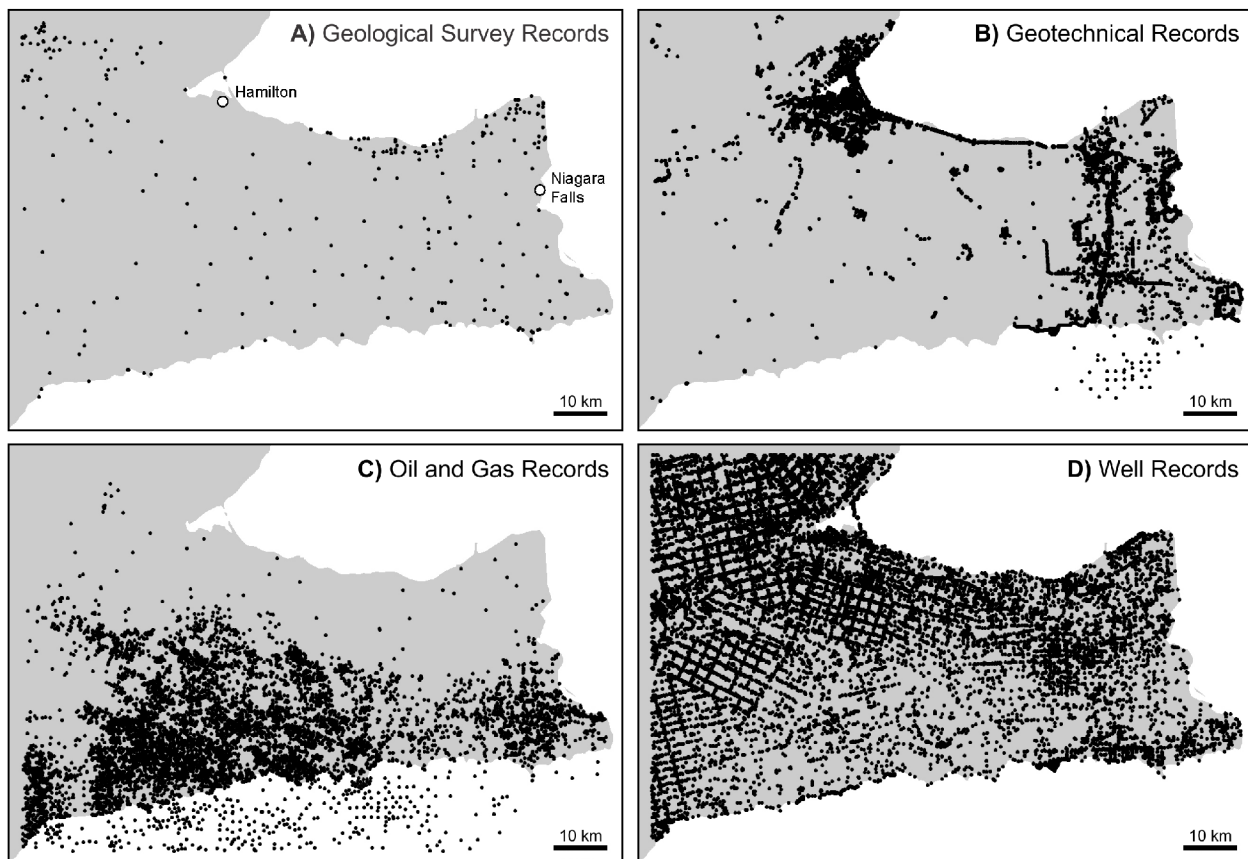 A) Geological Survey Records
Hamilton
Niagara
Falls
10 km
B) Geotechnical Records
10 km
C) Oil and Gas Records
10 km
D) Well Records
10 km